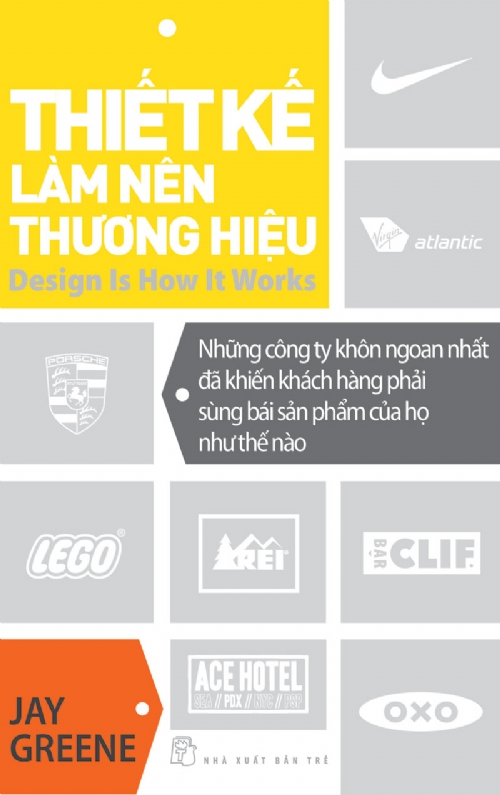 THIẾT KẾ
LÀM NÊN
THƯƠNG HIỆU
Design Is How It Works
Virgin atlantic
PORSCHE
Những công ty khôn ngoan nhất
đã khiến khách hàng phải
sùng bái sản phẩm của họ
như thế nào
LEGO®
REI
CLIF
BAR
ACE HOTEL
SEA // PDX // NYC // PSP
OXO
JAY
GREENE
NHÀ XUẤT BẢN TRẺ